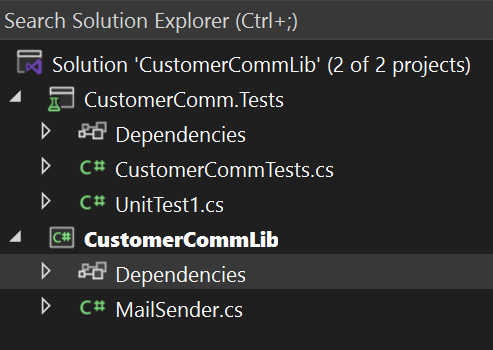 Search Solution Explorer (Ctrl+;)
Solution 'CustomerCommLib' (2 of 2 projects)
CustomerComm.Tests
Dependencies
C# CustomerCommTests.cs
C# UnitTest1.cs
C# CustomerCommLib
Dependencies
C# MailSender.cs